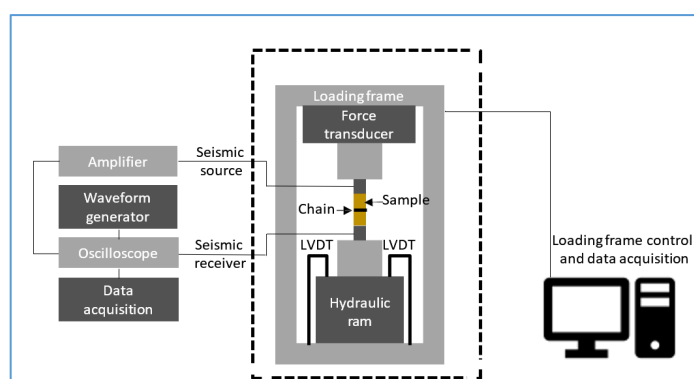 Loading frame
Force
transducer
Amplifier
Seismic
source
Waveform
generator
Chain
Sample
Oscilloscope
Seismic
receiver
LVDT
LVDT
Loading frame control
and data acquisition
Data
acquisition
Hydraulic
ram